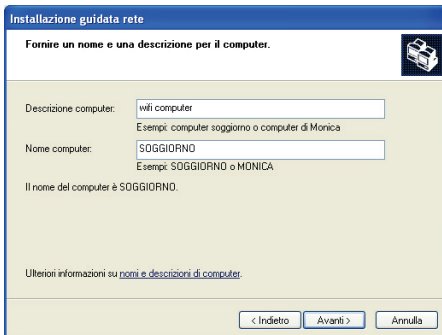 Installazione guidata rete
Fornire un nome e una descrizione per il computer.
Descrizione computer: wifi computer
Esempi: computer soggiorno o computer di Monica
Nome computer: SOGGIORNO
Esempi: SOGGIORNO o MONICA
Il nome del computer è SOGGIORNO.
Ulteriori informazioni su nomi e descrizioni di computer.
< Indietro Avanti > Annulla